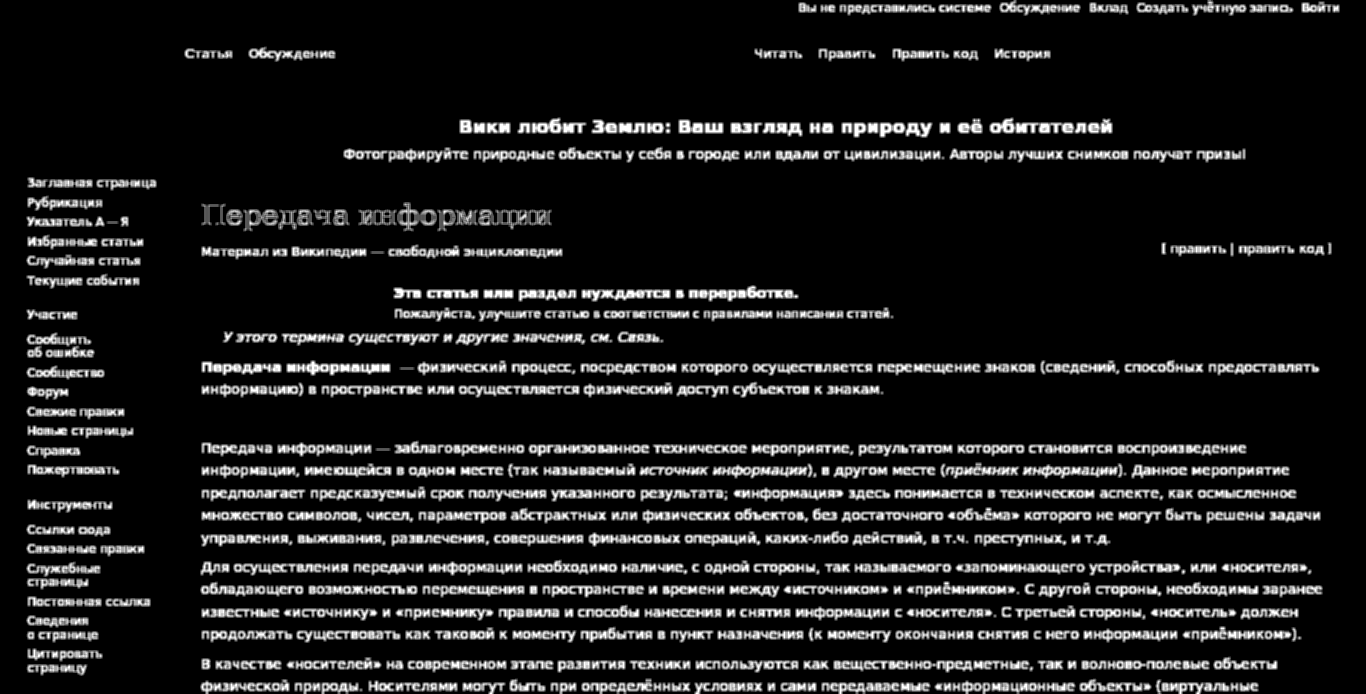 Вы не представились системе Обсуждение Вклад Создать учётную запись Войти
Статья Обсуждение Читать Править Править код История
Вики любит Землю: Ваш взгляд на природу и её обитателей
Фотографируйте природные объекты у себя в городе или вдали от цивилизации. Авторы лучших снимков получат призы!
Заглавная страница
Рубрикация
Указатель А — Я
Избранные статьи
Случайная статья
Текущие события
Участие
Сообщить
об ошибке
Сообщество
Форум
Свежие правки
Новые страницы
Справка
Пожертвовать
Инструменты
Ссылки сюда
Связанные правки
Служебные
страницы
Постоянная ссылка
Сведения
о странице
Цитировать
страницу
Передача информации
Материал из Википедии — свободной энциклопедии
[ править | править код ]
Эта статья или раздел нуждается в переработке.
Пожалуйста, улучшите статью в соответствии с правилами написания статей.
У этого термина существуют и другие значения, см. Связь.
Передача информации — физический процесс, посредством которого осуществляется перемещение знаков (сведений, способных предоставлять
информацию) в пространстве или осуществляется физический доступ субъектов к знакам.
Передача информации — заблаговременно организованное техническое мероприятие, результатом которого становится воспроизведение
информации, имеющейся в одном месте (так называемый источник информации), в другом месте (приёмник информации). Данное мероприятие
предполагает предсказуемый срок получения указанного результата; «информация» здесь понимается в техническом аспекте, как осмысленное
множество символов, чисел, параметров абстрактных или физических объектов, без достаточного «объёма» которого не могут быть решены задачи
управления, выживания, развлечения, совершения финансовых операций, каких-либо действий, в т.ч. преступных, и т.д.
Для осуществления передачи информации необходимо наличие, с одной стороны, так называемого «запоминающего устройства», или «носителя»,
обладающего возможностью перемещения в пространстве и времени между «источником» и «приёмником». С другой стороны, необходимы заранее
известные «источнику» и «приемнику» правила и способы нанесения и снятия информации с «носителя». С третьей стороны, «носитель» должен
продолжать существовать как таковой к моменту прибытия в пункт назначения (к моменту окончания снятия с него информации «приёмником»).
В качестве «носителей» на современном этапе развития техники используются как вещественно-предметные, так и волново-полевые объекты
физической природы. Носителями могут быть при определённых условиях и сами передаваемые «информационные объекты» (виртуальные